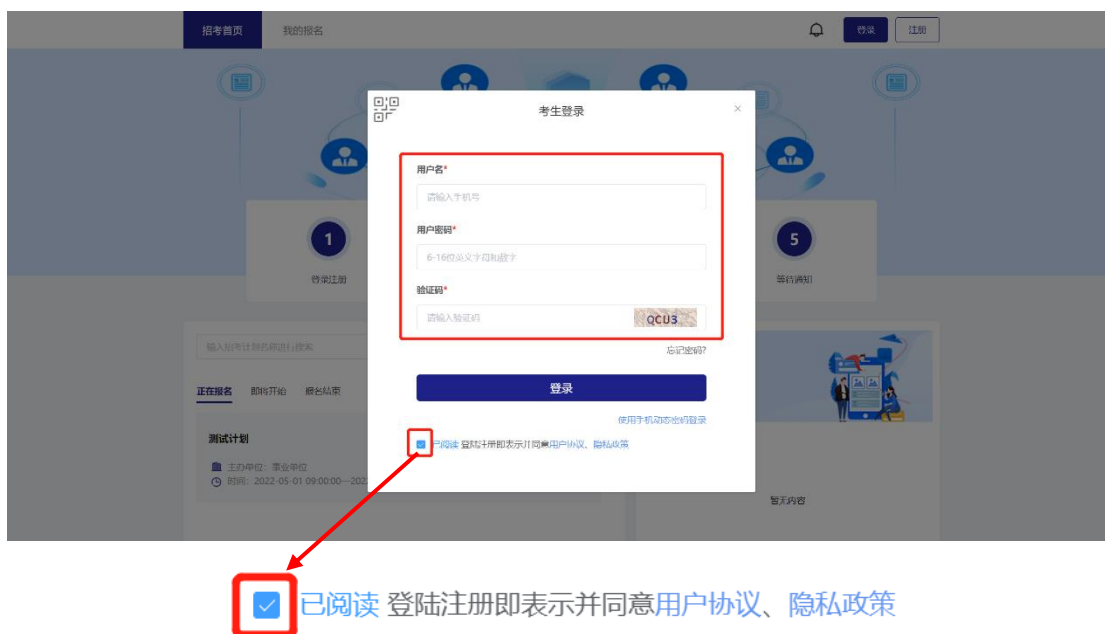 招考首页
我的报名
登录
注册
考生登录
×
用户名*
请输入手机号
用户密码*
6-16位英文字母和数字
验证码*
请输入验证码
QCU3
忘记密码?
登录
使用手机动态密码登录
已阅读 登陆注册即表示并同意用户协议、隐私政策
1
登录注册
5
等待通知
输入招考计划名称进行搜索
正在报名
即将开始
报名结束
测试计划
主办单位: 事业单位
时间: 2022-05-01 09:00:00—202
暂无内容
已阅读 登陆注册即表示并同意用户协议、隐私政策